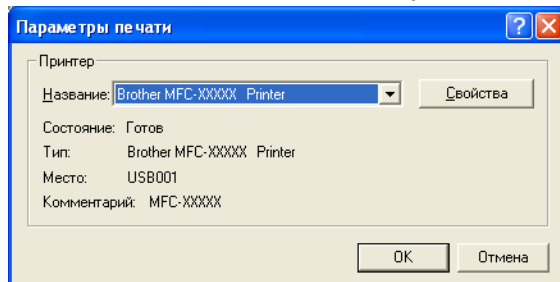 Параметры печати
Принтер
Название: Brother MFC-XXXXX Printer
Свойства
Состояние: Готов
Тип: Brother MFC-XXXXX Printer
Место: USB001
Комментарий: MFC-XXXXX
OK Отмена